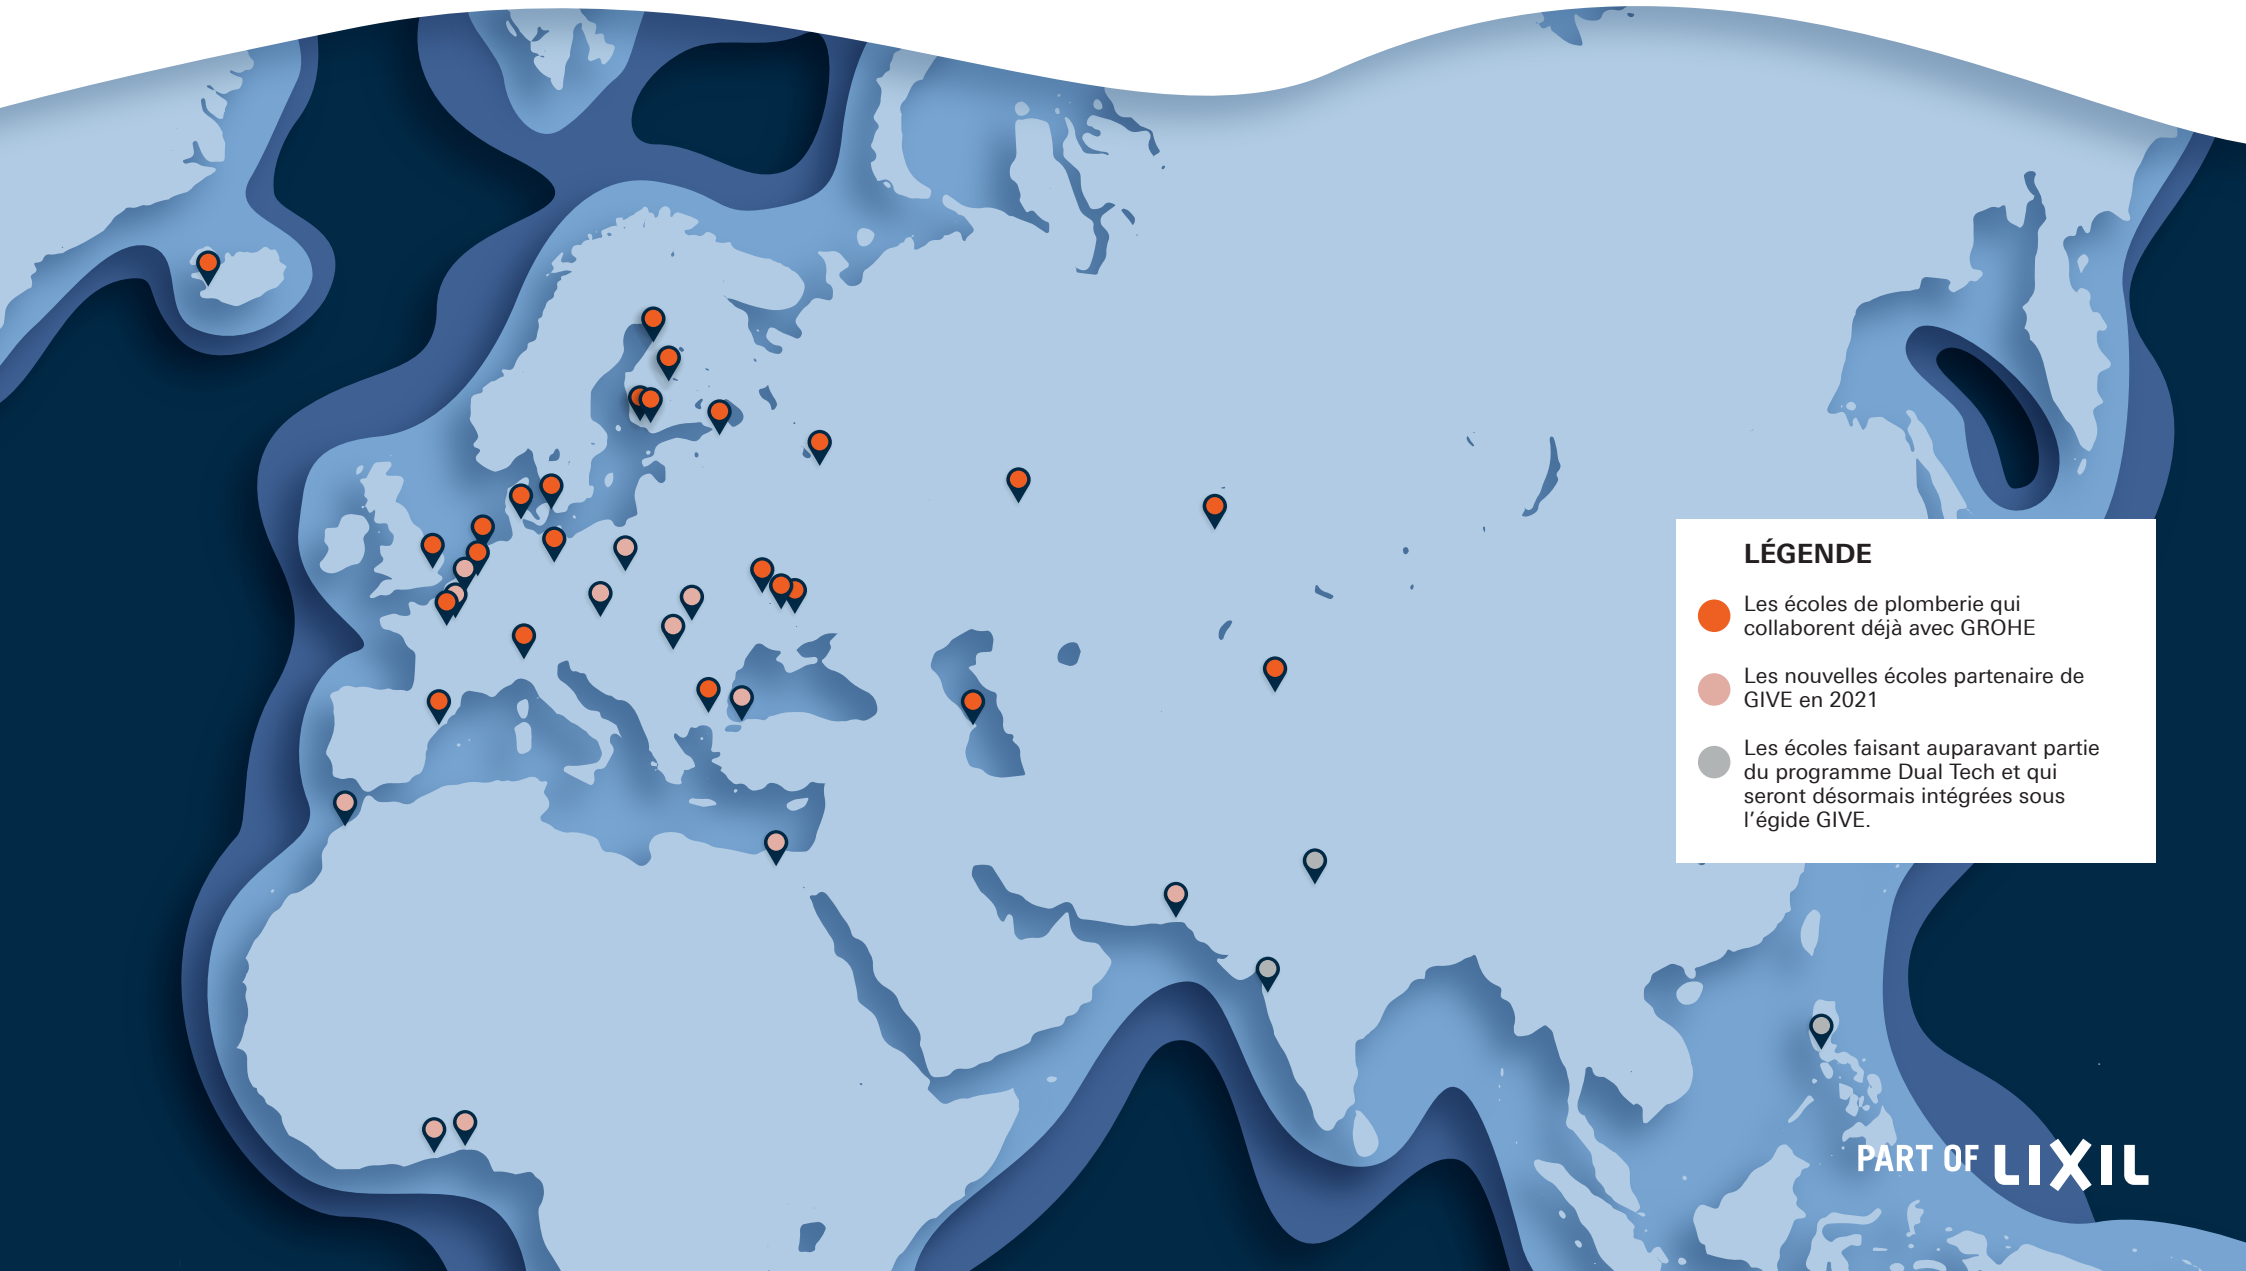 LÉGENDE
Les écoles de plomberie qui
collaborent déjà avec GROHE
Les nouvelles écoles partenaire de
GIVE en 2021
Les écoles faisant auparavant partie
du programme Dual Tech et qui
seront désormais intégrées sous
l'égide GIVE.
PART OF LIXIL